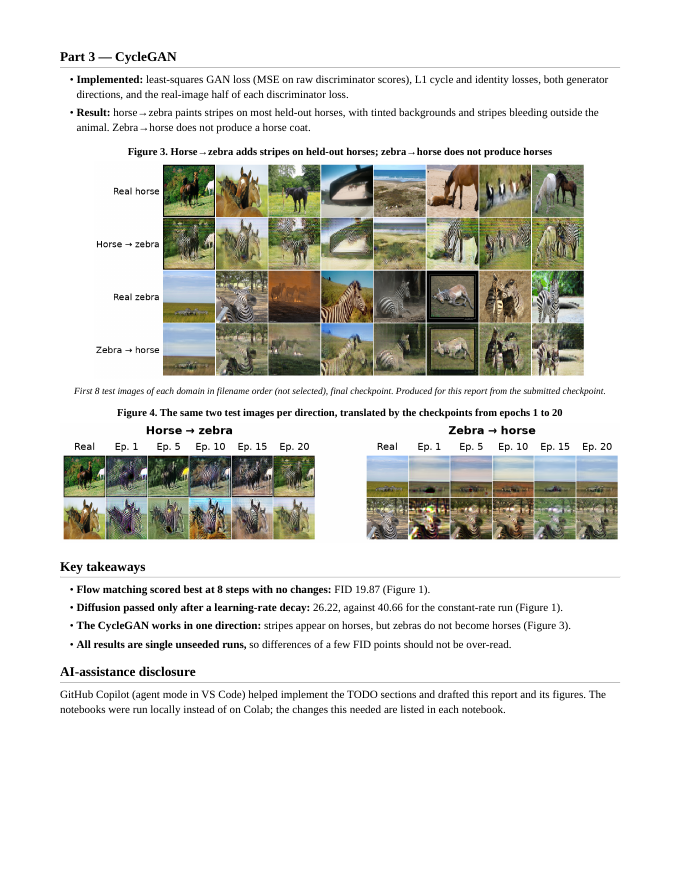 Part 3 — CycleGAN
• Implemented: least-squares GAN loss (MSE on raw discriminator scores), L1 cycle and identity losses, both generator
directions, and the real-image half of each discriminator loss.
• Result: horse→zebra paints stripes on most held-out horses, with tinted backgrounds and stripes bleeding outside the
animal. Zebra→horse does not produce a horse coat.
Figure 3. Horse→zebra adds stripes on held-out horses; zebra→horse does not produce horses
Real horse
Horse → zebra
Real zebra
Zebra → horse
First 8 test images of each domain in filename order (not selected), final checkpoint. Produced for this report from the submitted checkpoint.
Figure 4. The same two test images per direction, translated by the checkpoints from epochs 1 to 20
Horse → zebra
Real Ep. 1 Ep. 5 Ep. 10 Ep. 15 Ep. 20
Zebra → horse
Real Ep. 1 Ep. 5 Ep. 10 Ep. 15 Ep. 20
Key takeaways
• Flow matching scored best at 8 steps with no changes: FID 19.87 (Figure 1).
• Diffusion passed only after a learning-rate decay: 26.22, against 40.66 for the constant-rate run (Figure 1).
• The CycleGAN works in one direction: stripes appear on horses, but zebras do not become horses (Figure 3).
• All results are single unseeded runs, so differences of a few FID points should not be over-read.
AI-assistance disclosure
GitHub Copilot (agent mode in VS Code) helped implement the TODO sections and drafted this report and its figures. The
notebooks were run locally instead of on Colab; the changes this needed are listed in each notebook.